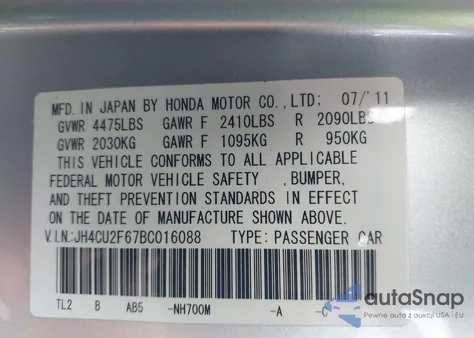 MFD. IN JAPAN BY HONDA MOTOR CO., LTD: 07/'11
GVWR 4475LBS GAWR F 2410LBS R 2090LBS
GVWR 2030KG GAWR F 1095KG R 950KG
THIS VEHICLE CONFORMS TO ALL APPLICABLE
FEDERAL MOTOR VEHICLE SAFETY , BUMPER,
AND THEFT PREVENTION STANDARDS IN EFFECT
ON THE DATE OF MANUFACTURE SHOWN ABOVE.
V.I.N.:JH4CU2F67BC016088 TYPE: PASSENGER CAR
TL2 B AB5 -NH700M -A -C
autoSnap
Pewne auta z aukcji USA i EU